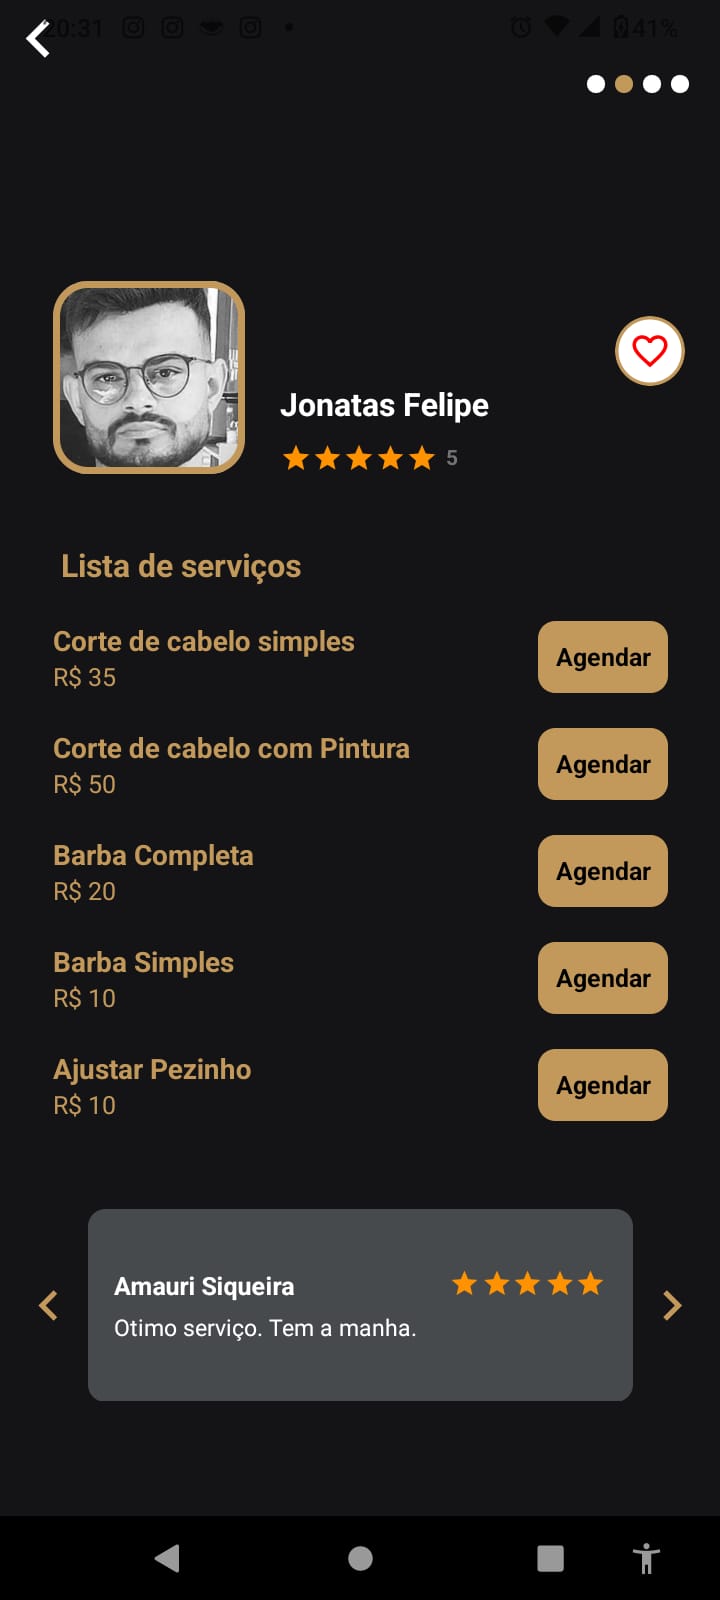 20:31 41%
Jonatas Felipe
5
Lista de serviços
Corte de cabelo simples
R$ 35
Agendar
Corte de cabelo com Pintura
R$ 50
Agendar
Barba Completa
R$ 20
Agendar
Barba Simples
R$ 10
Agendar
Ajustar Pezinho
R$ 10
Agendar
Amauri Siqueira
Otimo serviço. Tem a manha.